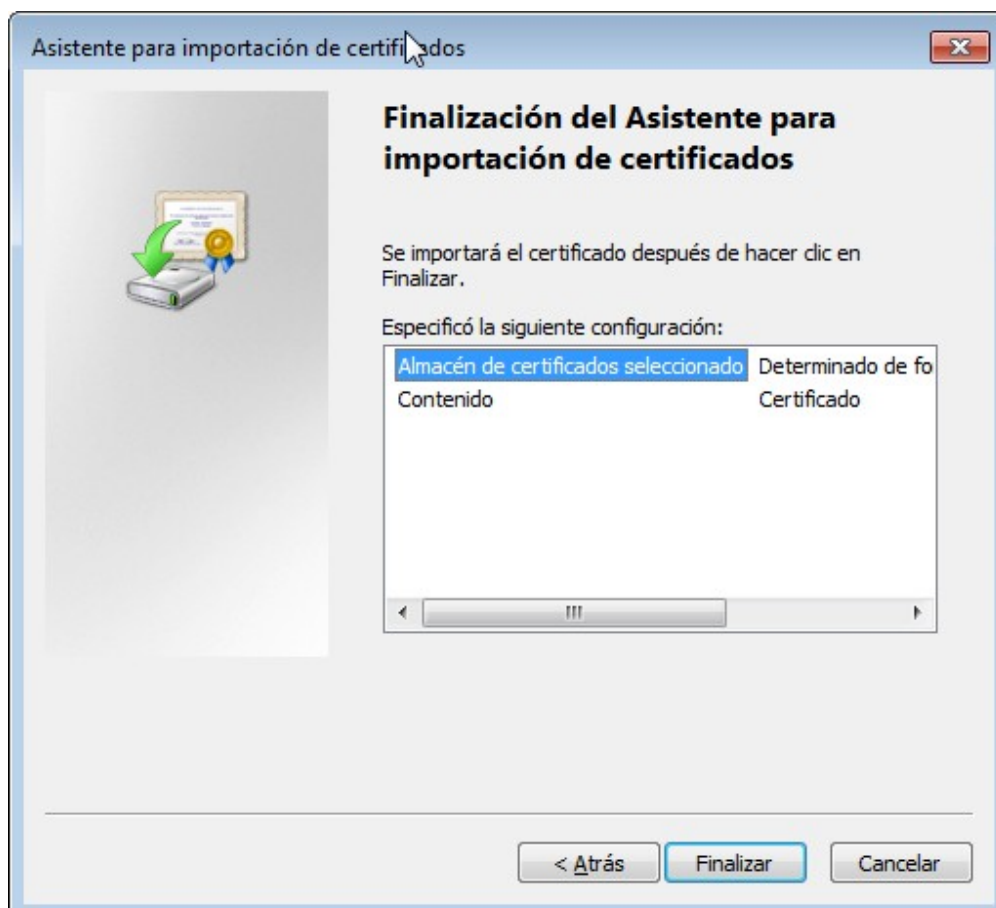 Asistente para importación de certificados
Finalización del Asistente para
importación de certificados
Se importará el certificado después de hacer clic en
Finalizar.
Especificó la siguiente configuración:
Almacén de certificados seleccionado Determinado de fo
Contenido Certificado
< Atrás Finalizar Cancelar